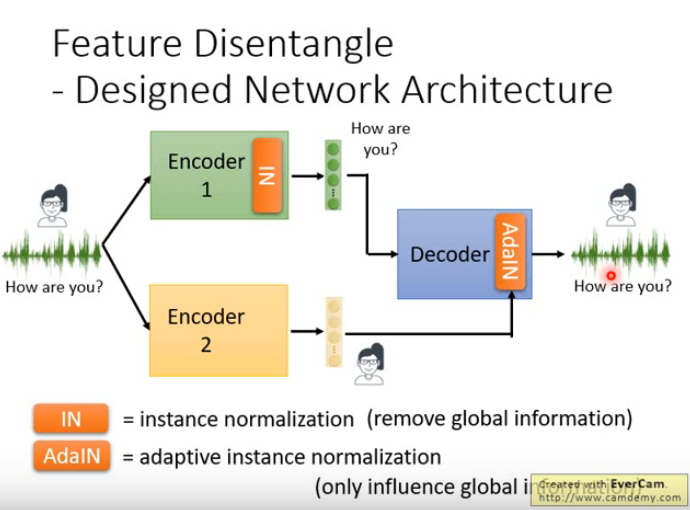 Feature Disentangle
- Designed Network Architecture
How are
you?
Encoder
1
IN
How are you?
Decoder
AdaIN
How are you?
Encoder
2
IN = instance normalization (remove global information)
AdaIN = adaptive instance normalization
(only influence global information)
Created with EverCam.
http://www.camdemy.com